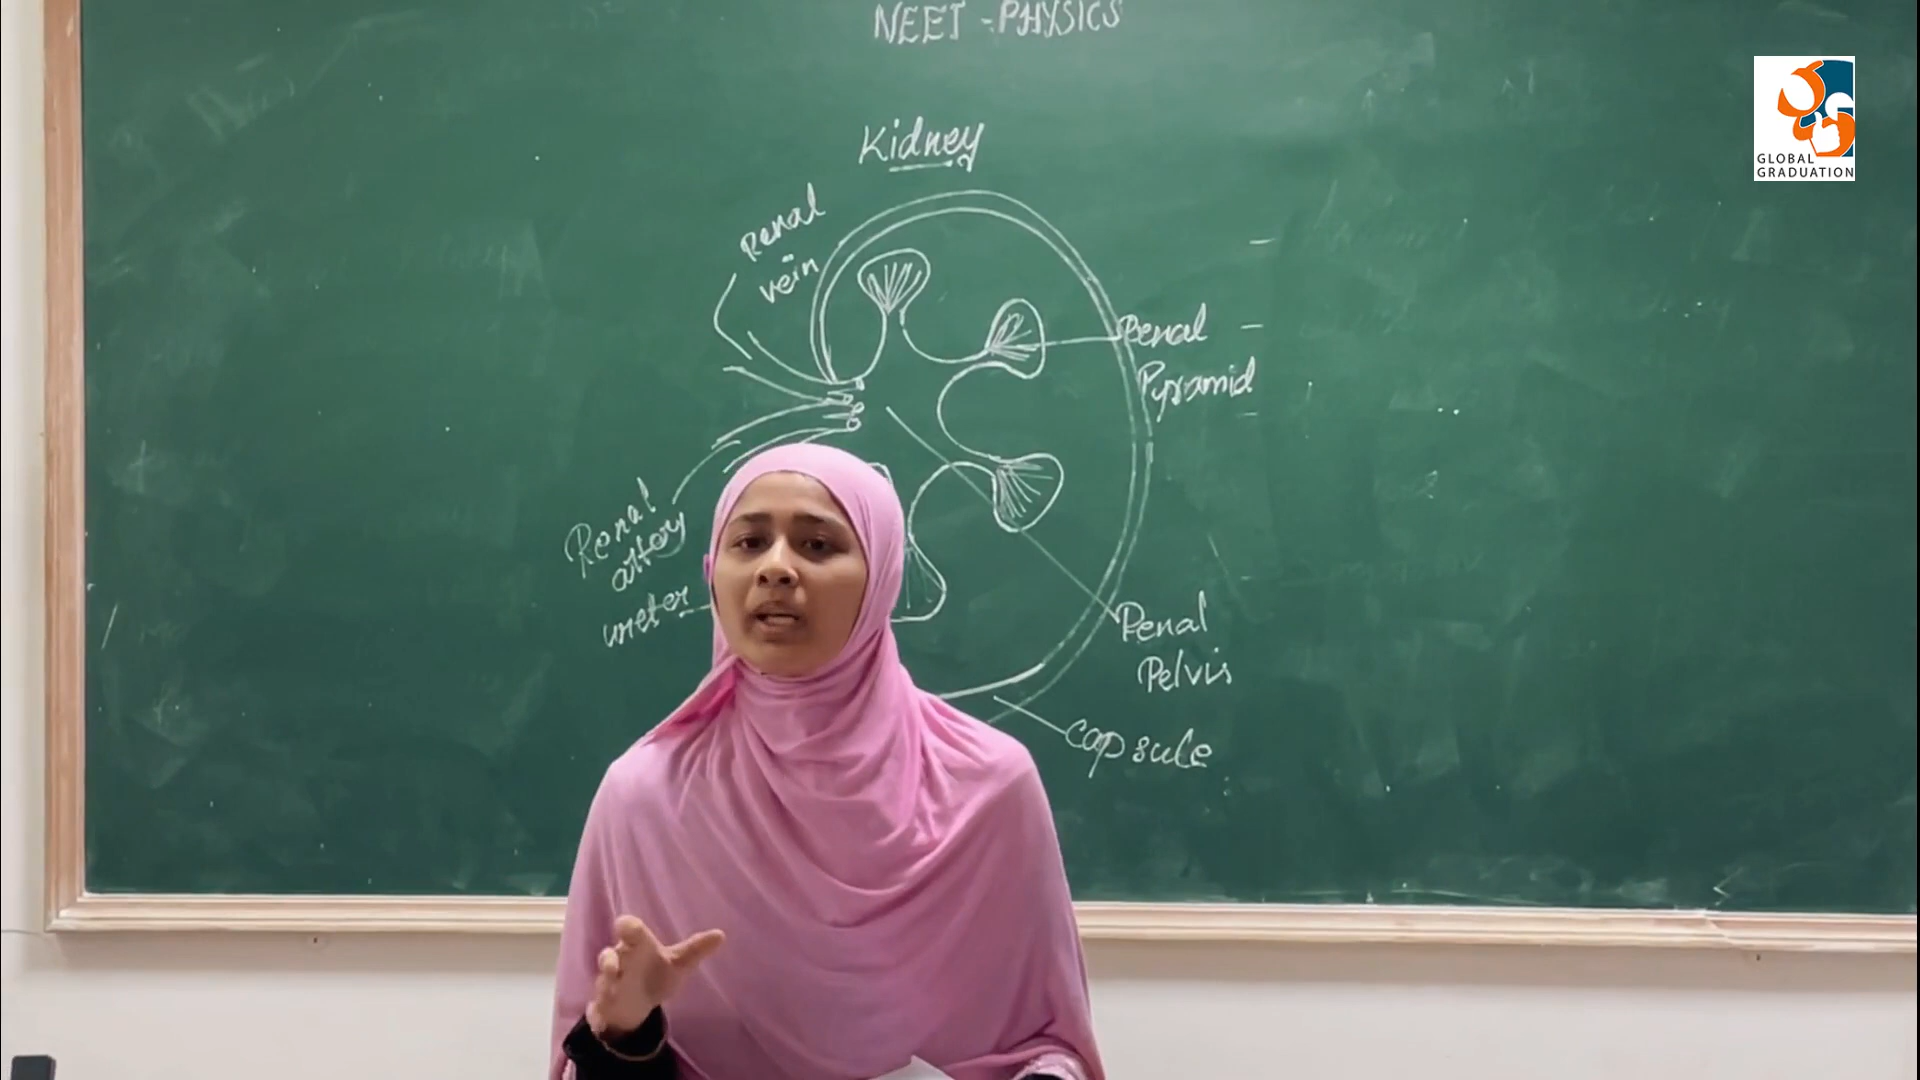 NEET - PHYSICS
GLOBAL
GRADUATION
Kidney
Renal
vein
Renal
Pyramid
Renal
artery
ureter
Renal
Pelvis
capsule